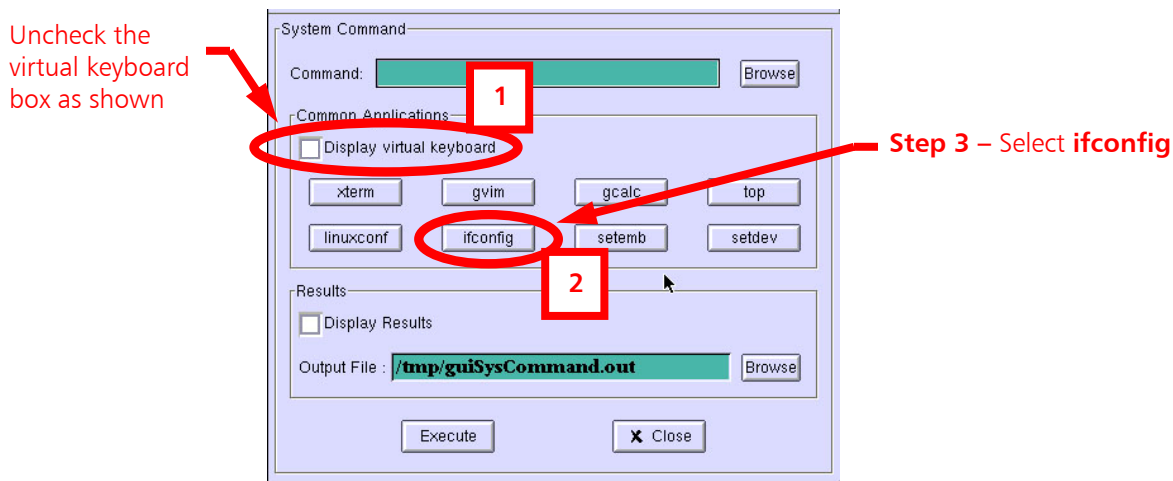 Uncheck the
virtual keyboard
box as shown
System Command
Command:
Browse
1
Common Applications
Display virtual keyboard
Step 3 – Select ifconfig
xterm
gvim
gcalc
top
linuxconf
ifconfig
setemb
setdev
2
Results
Display Results
Output File : /tmp/guiSysCommand.out
Browse
Execute
X Close